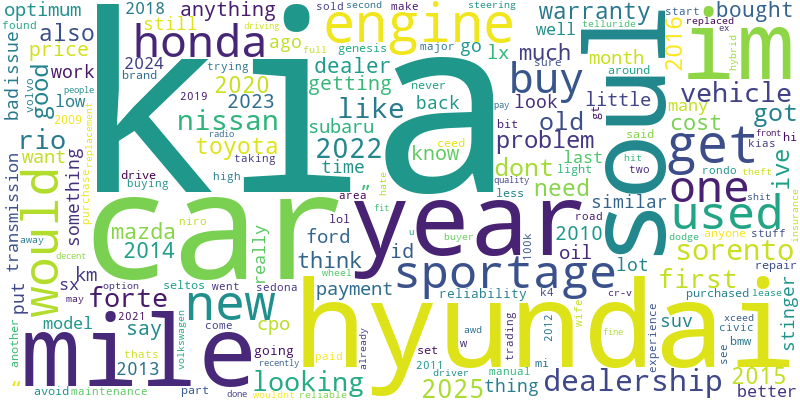 optimum
found
2018
still
anything
ago
sold
second
make
steering
driving
full
start
replaced
bought
hybrid
ex
telluride
warranty
2016
im
kia
engine
honda
also
price
work
low
brand
2024
trying
2019
2020
2023
nissan
toyota
genesis
major
go
lx
well
sure
around
month
dealer
getting
like
back
never
look
much
buy
old
pay
bit
gt
little
many
cost
vehicle
got
hi
bad
issue
good
volvo
people
2009
rio
want
something
purchase
replacement
radio
taking
subaru
2022
time
know
ceed
quality
problem
dont
less
need
last
light
similar
said
hit
two
get
one
kias
front
ive
rondo
shit
theft
insurance
soul
used
would
transmission
put
away
decent
km
sx
mazda
2014
drive
buying
high
niro
really
seltos
area
lol
hate
”
fit
ford
think
wheel
id
u
car
year
buyer
100k
road
2010
oil
lot
dodge
anyone
stuff
sorento
first
repair
purchased
lease
stinger
forte
option
new
went
sedona
payment
sportage
reliability
k4
cr-v
wife
suv
xceed
civic
bmw
see
experience
model
may
2021
say
thats
2013
volkswagen
come
cpo
going
recently
paid
already
set
2011
driver
awd
w
trading
manual
mi
2012
fine
2015
better
another
“
avoid
maintenance
mile
part
done
wouldnt
looking
reliable
hyundai
2025
thing
dealership